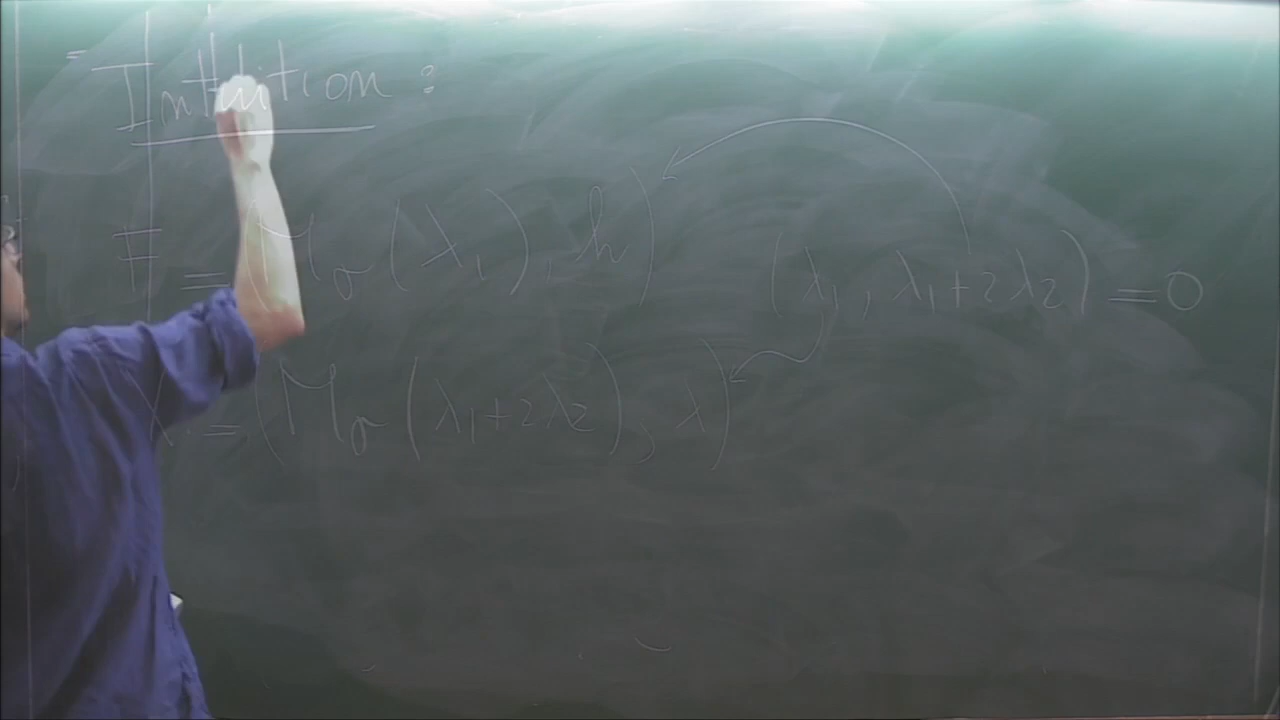 Intuition :
F = (M_σ(λ_1), h)
(λ_1, λ_1+2λ_2) = 0
X = (M_σ(λ_1+2λ_2), λ)